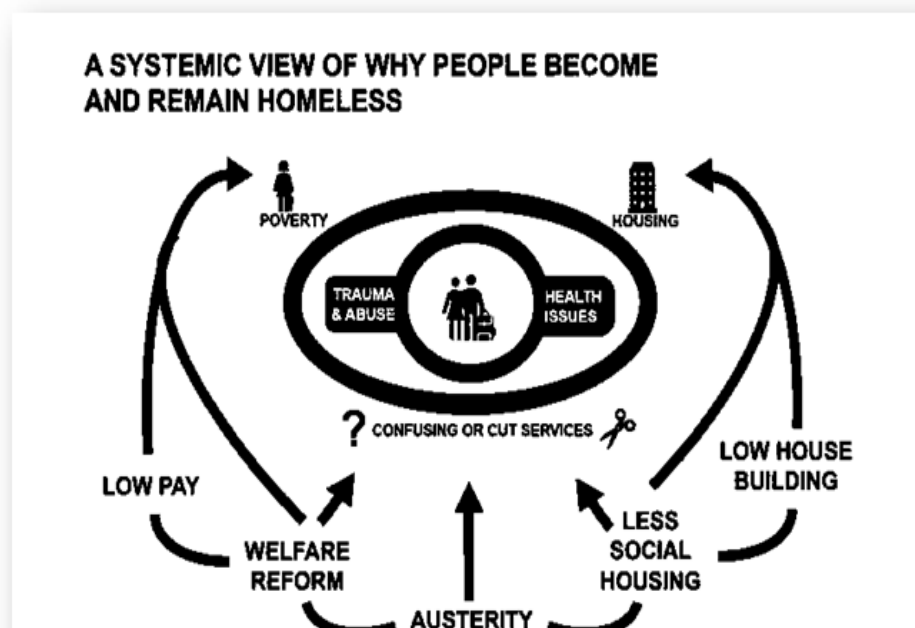 A SYSTEMIC VIEW OF WHY PEOPLE BECOME
AND REMAIN HOMELESS
POVERTY
HOUSING
TRAUMA
& ABUSE
HEALTH
ISSUES
? CONFUSING OR CUT SERVICES
LOW PAY
LOW HOUSE
BUILDING
WELFARE
REFORM
LESS
SOCIAL
HOUSING
AUSTERITY